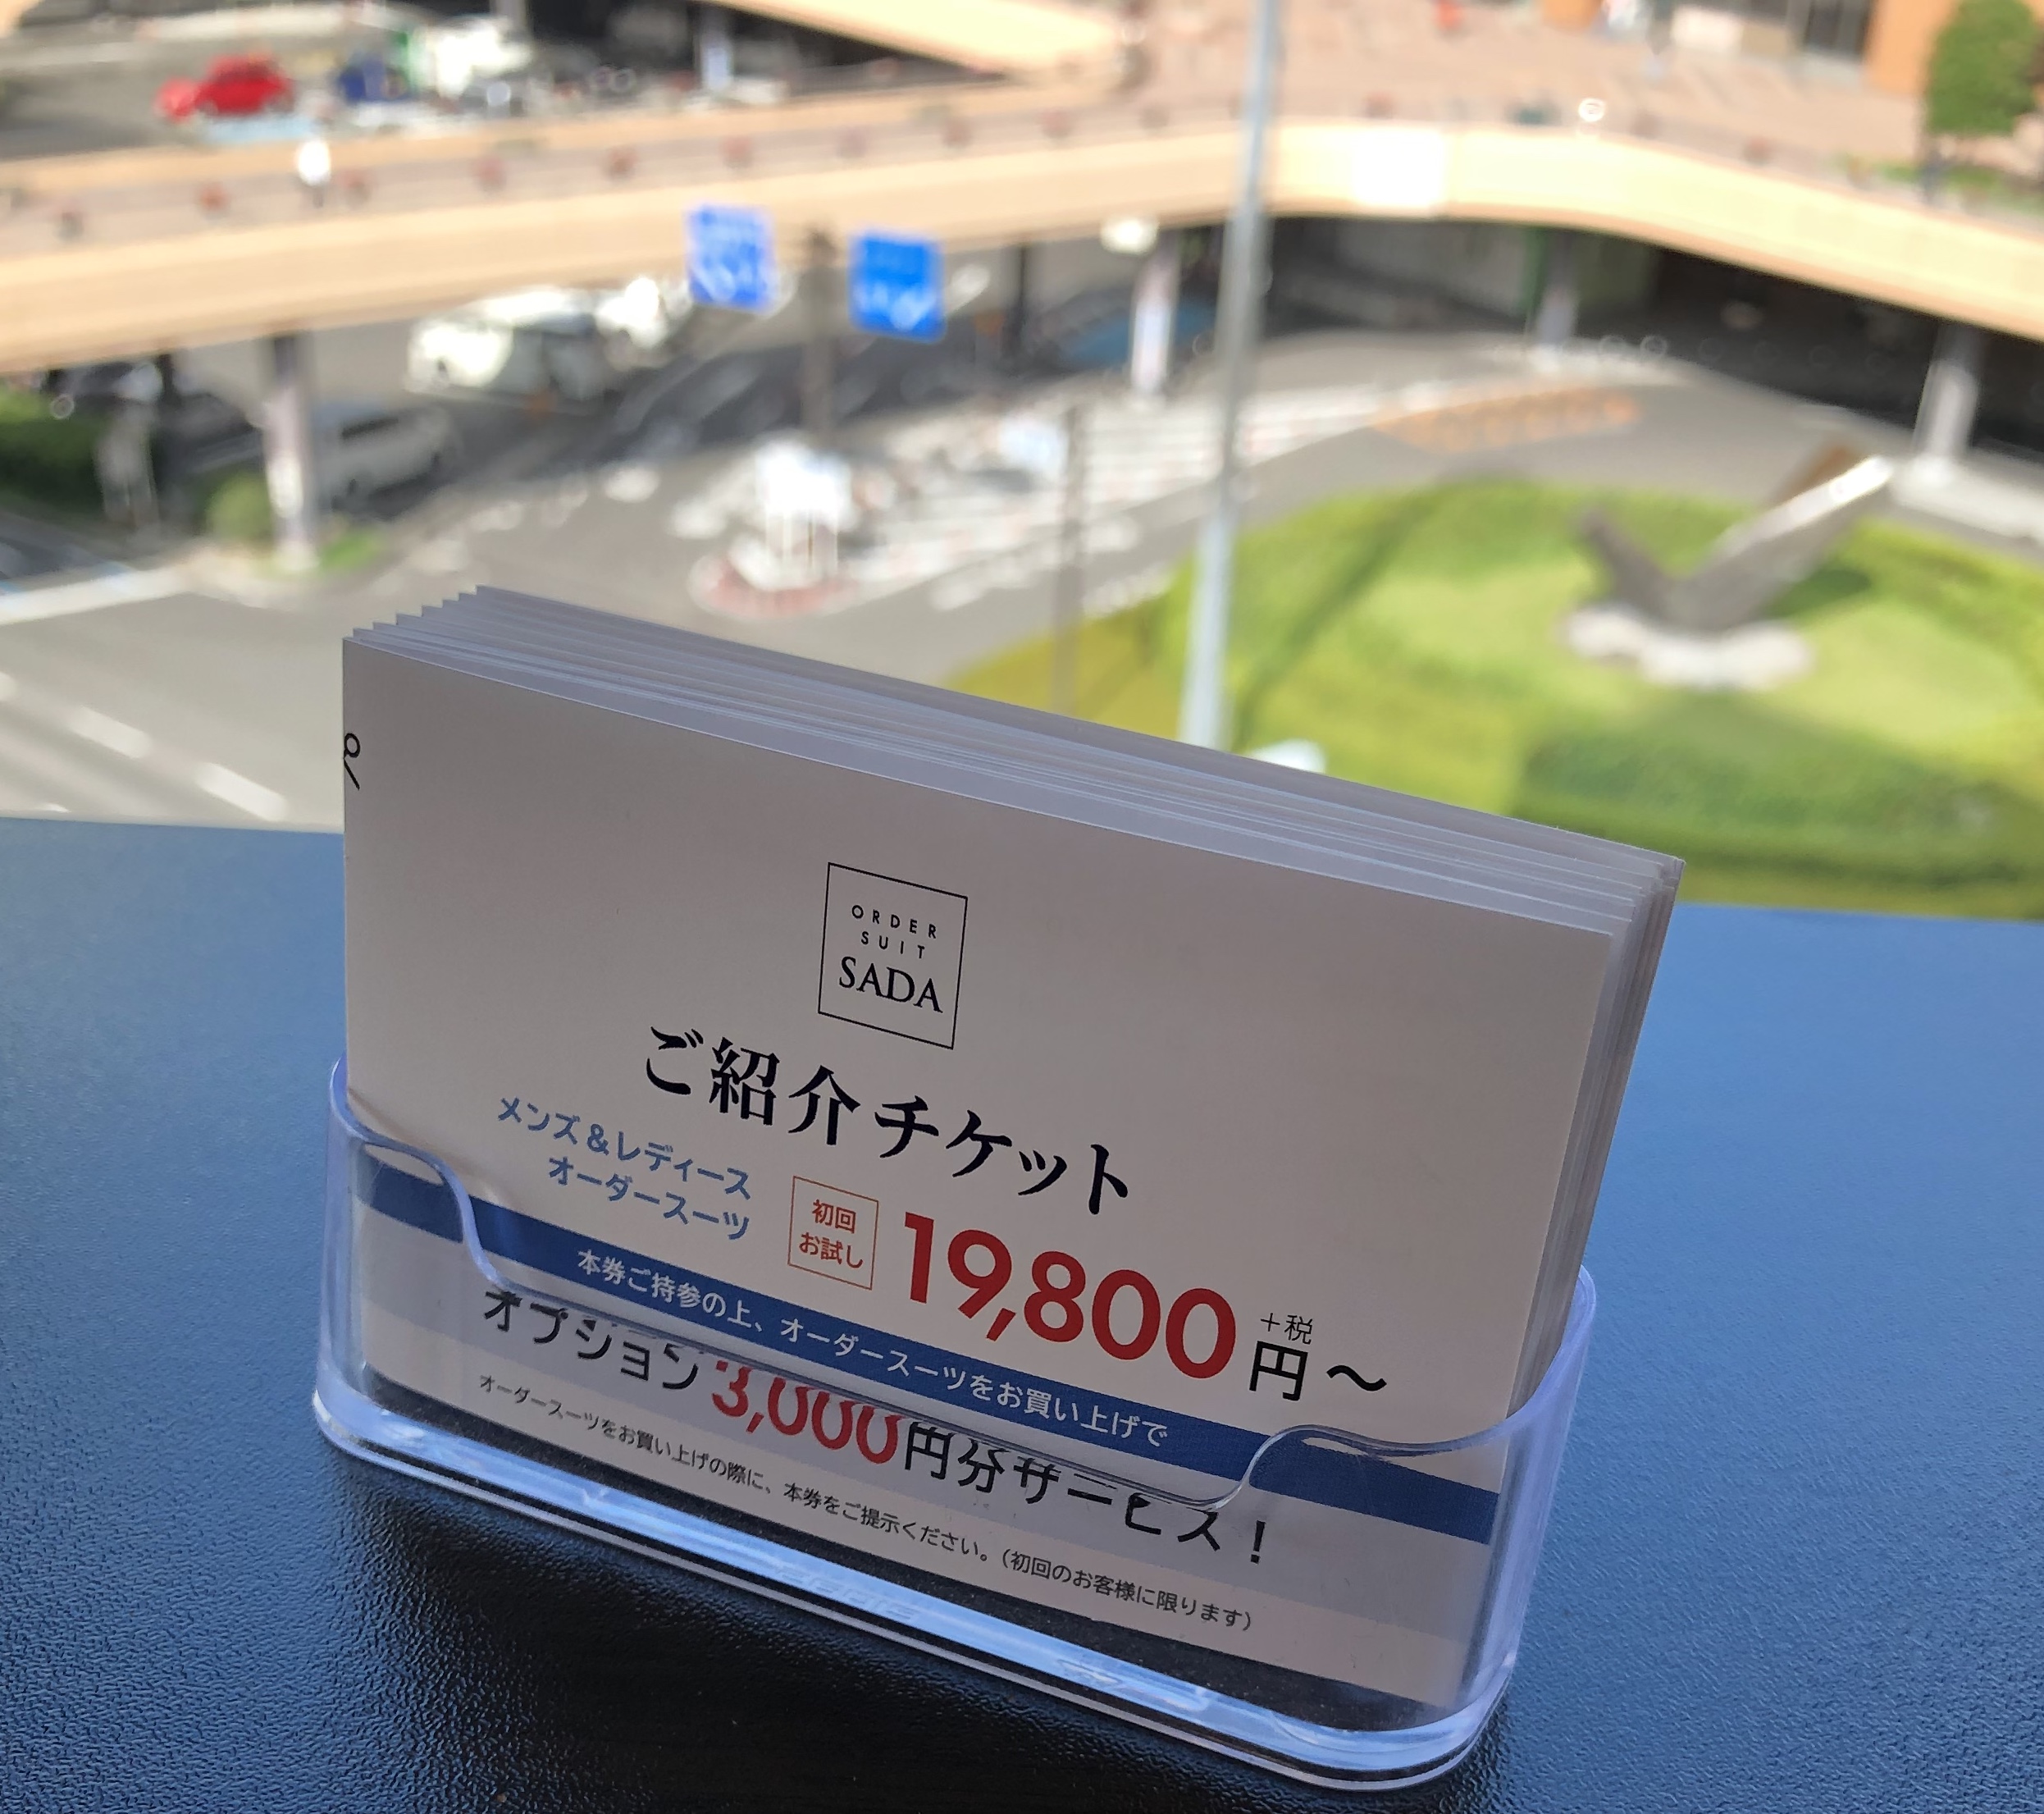 ORDER
SUIT
SADA
ご紹介チケット
メンズ&レディース
オーダースーツ
初回
お試し
19,800円+税～
本券ご持参の上、オーダースーツをお買い上げで
オプション3,000円分サービス！
オーダースーツをお買い上げの際に、本券をご提示ください。（初回のお客様に限ります）